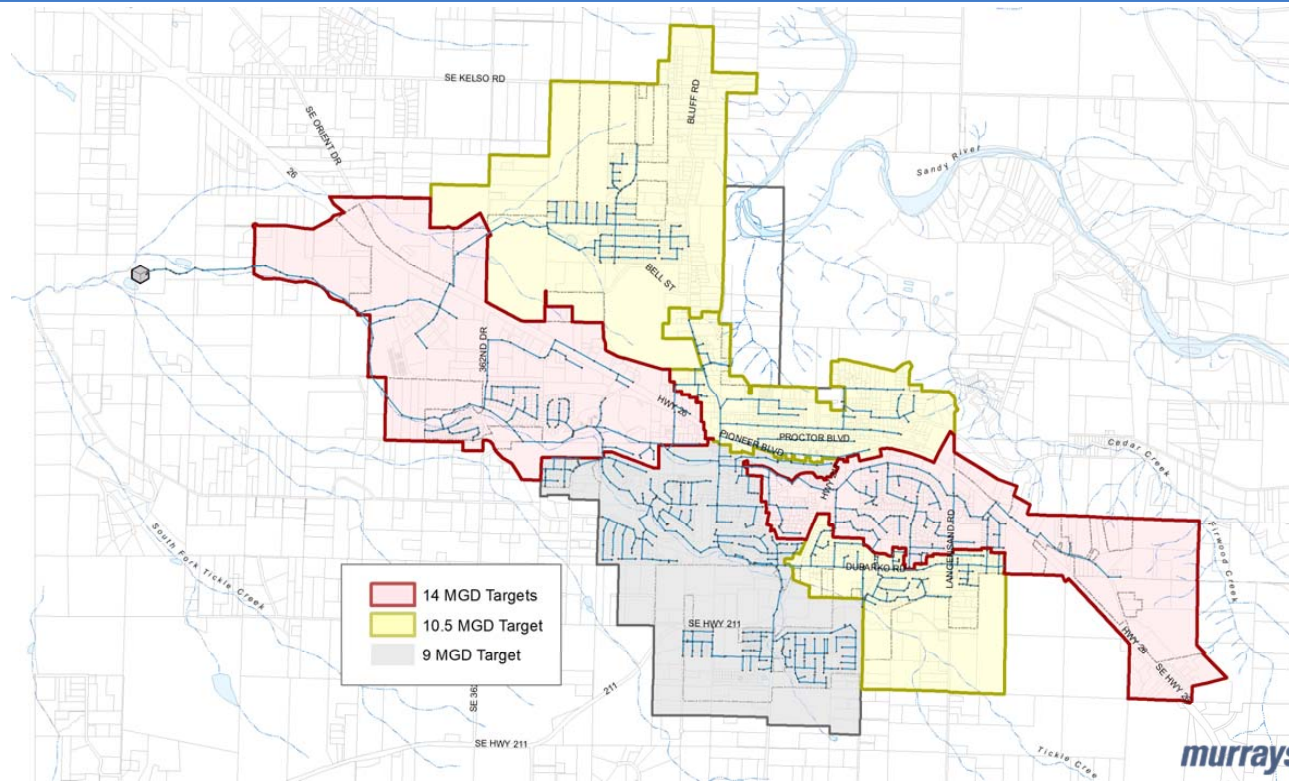 SE KELSO RD
BLUFF RD
SE ORIENT DR
26
Sandy River
BELL ST
362ND DR
HWY 26
PIONEER BLVD
PROCTOR BLVD
Cedar Creek
HWY
LANGENSAND RD
Firwood Creek
South Fork Tickle Creek
DUBARKO RD
14 MGD Targets
10.5 MGD Target
9 MGD Target
SE HWY 211
HWY 26
SE HWY 26
211
SE 362
SE HWY 211
Tickle Cree
murrays